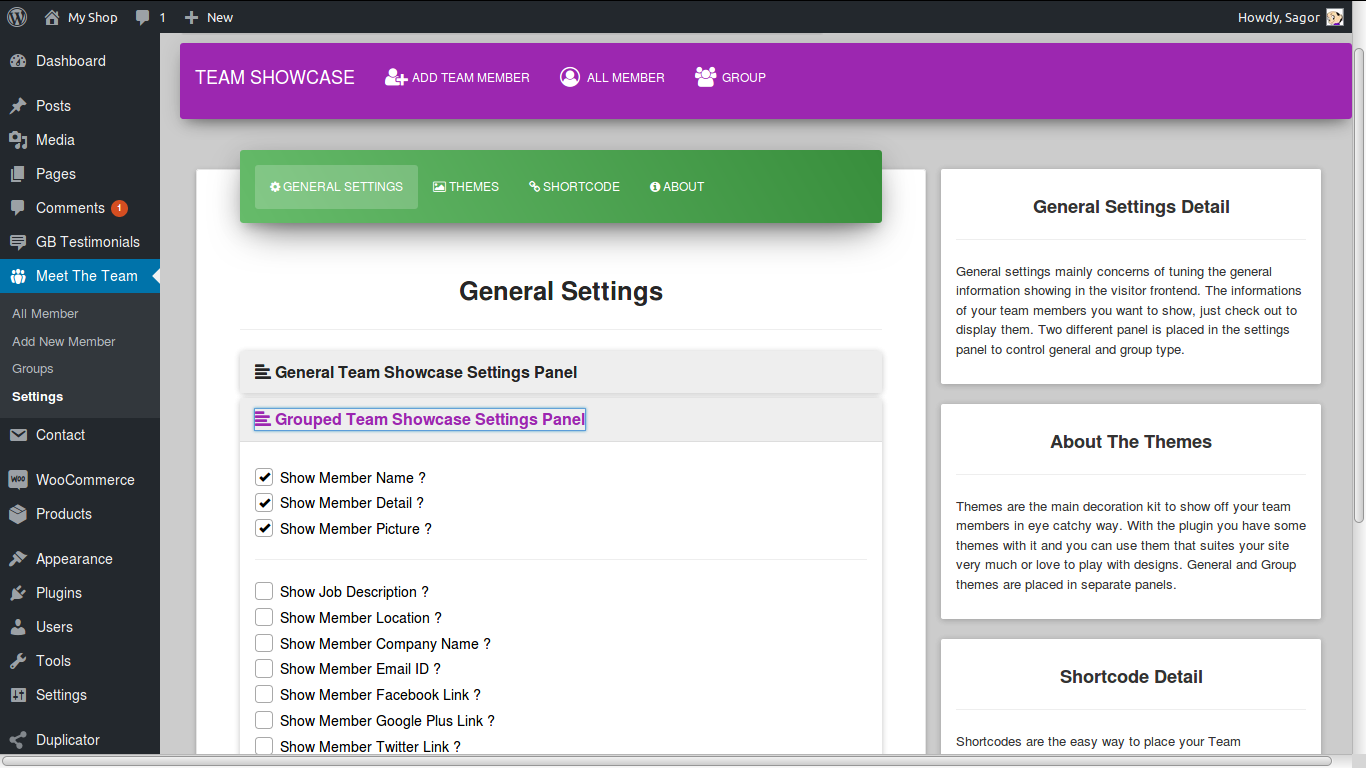 My Shop
1
New
Howdy, Sagor
Dashboard
Posts
Media
Pages
Comments 1
GB Testimonials
Meet The Team
All Member
Add New Member
Groups
Settings
Contact
WooCommerce
Products
Appearance
Plugins
Users
Tools
Settings
Duplicator
TEAM SHOWCASE
ADD TEAM MEMBER
ALL MEMBER
GROUP
GENERAL SETTINGS
THEMES
SHORTCODE
ABOUT
General Settings
General Team Showcase Settings Panel
Grouped Team Showcase Settings Panel
Show Member Name ?
Show Member Detail ?
Show Member Picture ?
Show Job Description ?
Show Member Location ?
Show Member Company Name ?
Show Member Email ID ?
Show Member Facebook Link ?
Show Member Google Plus Link ?
Show Member Twitter Link ?
General Settings Detail
General settings mainly concerns of tuning the general
information showing in the visitor frontend. The informations
of your team members you want to show, just check out to
display them. Two different panel is placed in the settings
panel to control general and group type.
About The Themes
Themes are the main decoration kit to show off your team
members in eye catchy way. With the plugin you have some
themes with it and you can use them that suites your site
very much or love to play with designs. General and Group
themes are placed in separate panels.
Shortcode Detail
Shortcodes are the easy way to place your Team